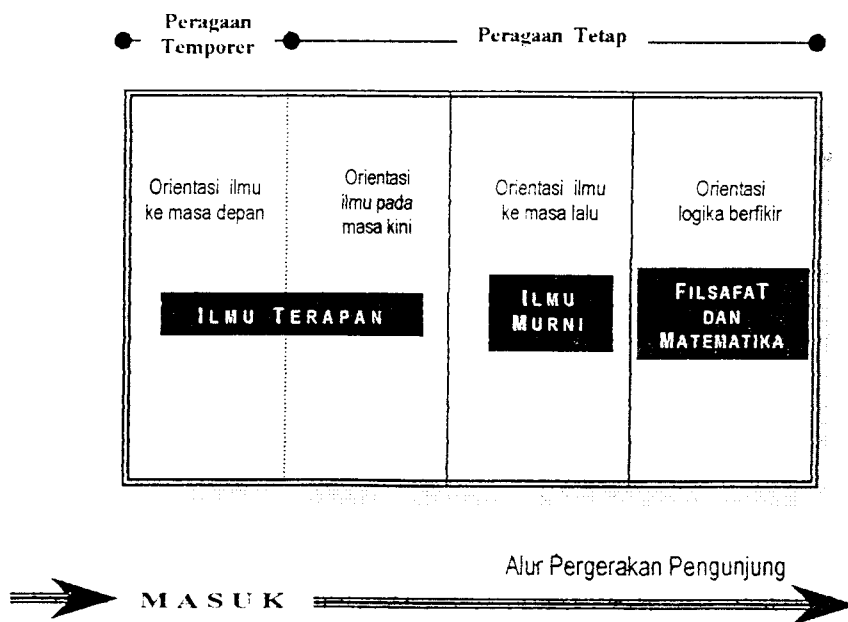 Peragaan
Temporer
Peragaan Tetap
Orientasi ilmu
ke masa depan
Orientasi
ilmu pada
masa kini
Orientasi ilmu
ke masa lalu
Orientasi
logika berfikir
ILMU TERAPAN
ILMU
MURNI
FILSAFAT
DAN
MATEMATIKA
Alur Pergerakan Pengunjung
MASUK